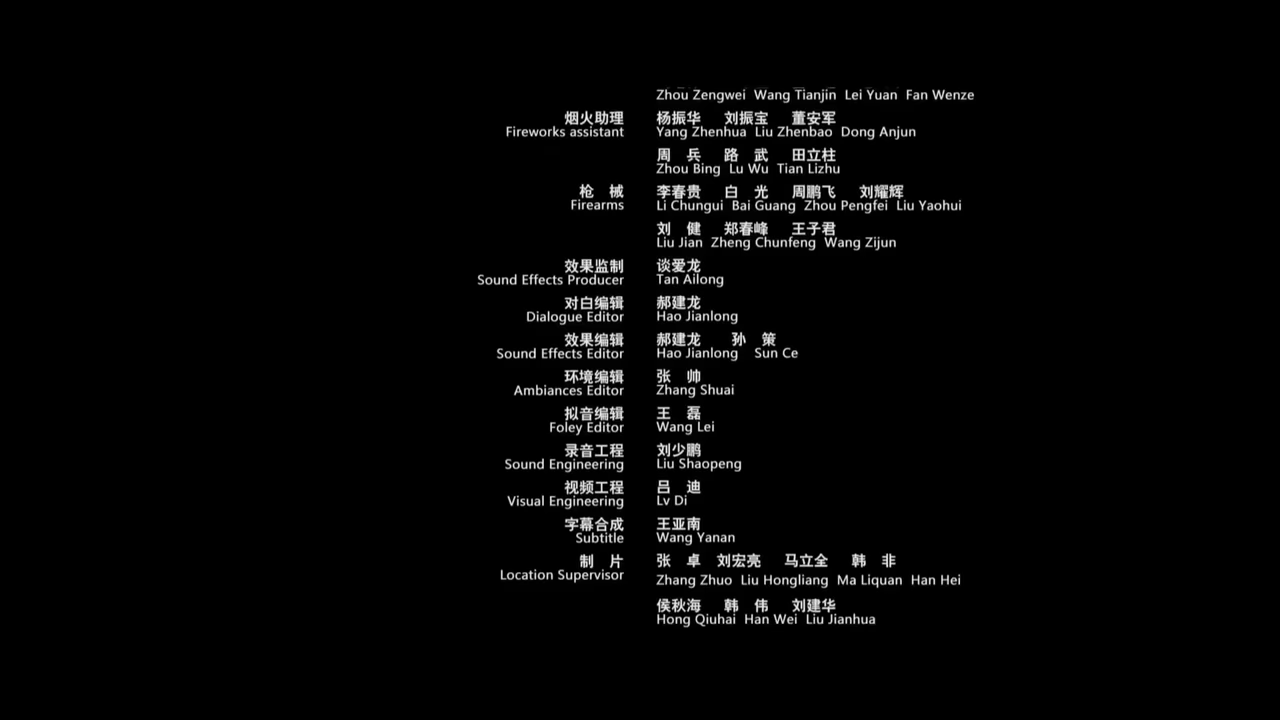 Zhou Zengwei Wang Tianjin Lei Yuan Fan Wenze
烟火助理 杨振华 刘振宝 董安军
Fireworks assistant Yang Zhenhua Liu Zhenbao Dong Anjun
周 兵 路 武 田立柱
Zhou Bing Lu Wu Tian Lizhu
枪 械 李春贵 白 光 周鹏飞 刘耀辉
Firearms Li Chungui Bai Guang Zhou Pengfei Liu Yaohui
刘 健 郑春峰 王子君
Liu Jian Zheng Chunfeng Wang Zijun
效果监制 谈爱龙
Sound Effects Producer Tan Ailong
对白编辑 郝建龙
Dialogue Editor Hao Jianlong
效果编辑 郝建龙 孙 策
Sound Effects Editor Hao Jianlong Sun Ce
环境编辑 张 帅
Ambiances Editor Zhang Shuai
拟音编辑 王 磊
Foley Editor Wang Lei
录音工程 刘少鹏
Sound Engineering Liu Shaopeng
视频工程 吕 迪
Visual Engineering Lv Di
字幕合成 王亚南
Subtitle Wang Yanan
制 片 张 卓 刘宏亮 马立全 韩 非
Location Supervisor Zhang Zhuo Liu Hongliang Ma Liquan Han Hei
侯秋海 韩 伟 刘建华
Hong Qiuhai Han Wei Liu Jianhua